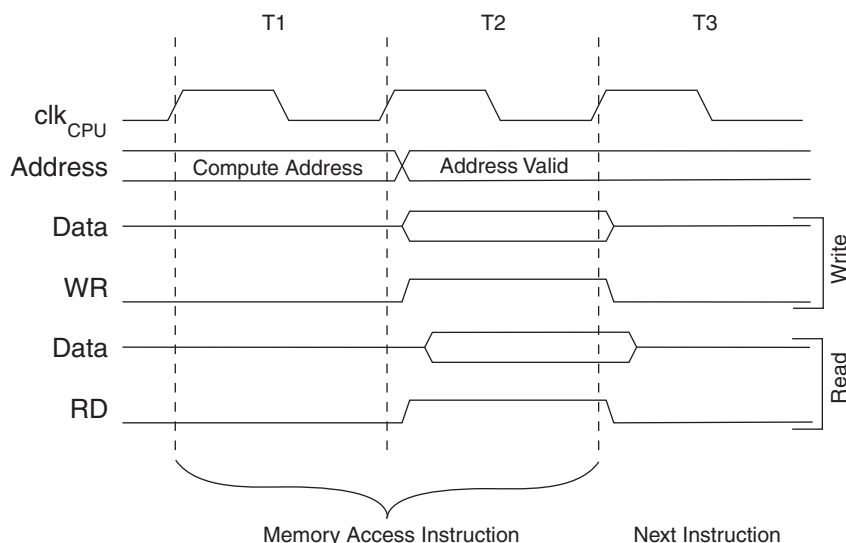 T1 T2 T3
clkCPU
Address Compute Address Address Valid
Data
WR
Write
Data
RD
Read
Memory Access Instruction Next Instruction